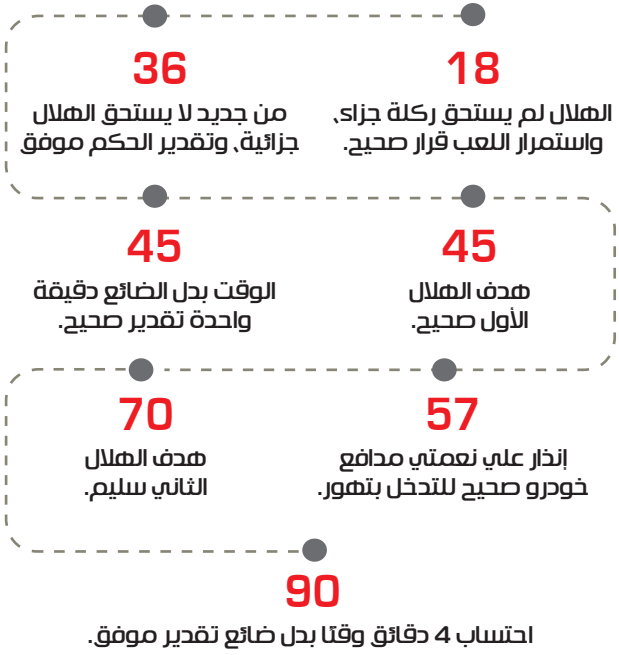 18
الهلال لم يستحق ركلة جزاء،
واستمرار اللعب قرار صحيح.
36
من جديد لا يستحق الهلال
جزائية، وتقدير الحكم موفق
45
هدف الهلال
الأول صحيح.
45
الوقت بدل الضائع دقيقة
واحدة تقدير صحيح.
57
إنذار علي نعمتي مدافع
خودرو صحيح للتدخل بتهور.
70
هدف الهلال
الثاني سليم.
90
احتساب 4 دقائق وقتًا بدل ضائع تقدير موفق.